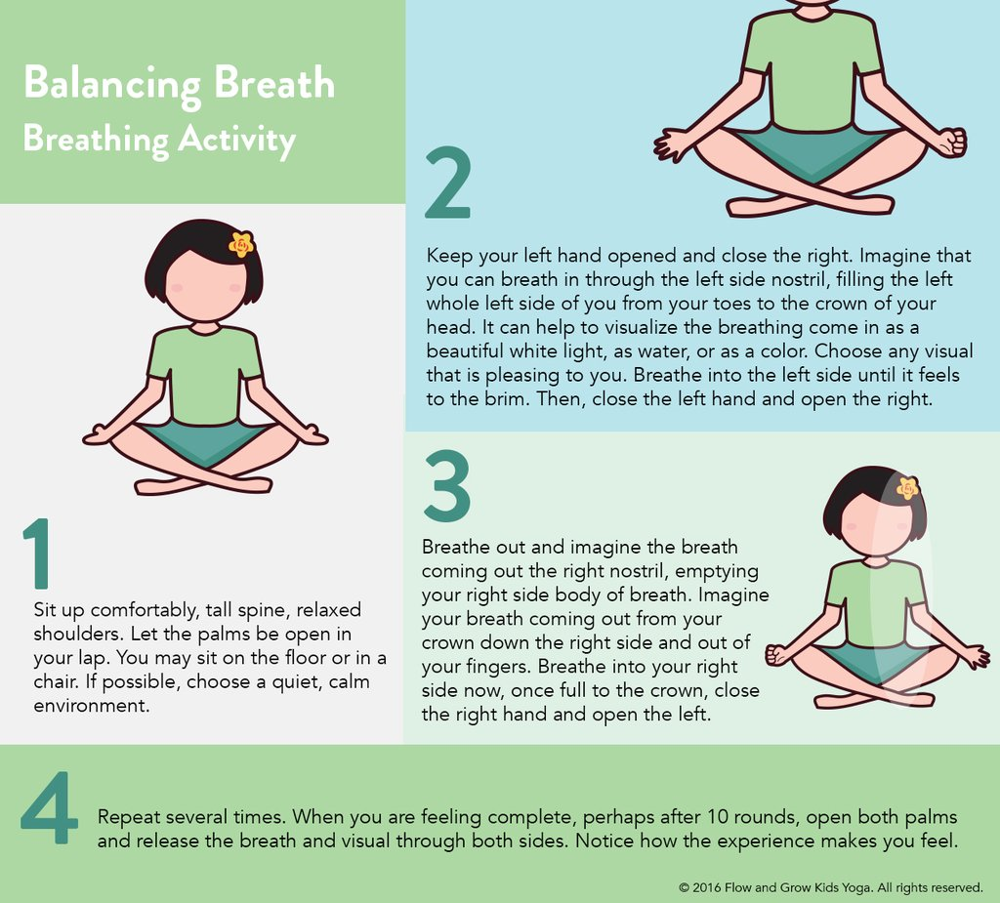 Balancing Breath
Breathing Activity
1
Sit up comfortably, tall spine, relaxed
shoulders. Let the palms be open in
your lap. You may sit on the floor or in a
chair. If possible, choose a quiet, calm
environment.
2
Keep your left hand opened and close the right. Imagine that
you can breath in through the left side nostril, filling the left
whole left side of you from your toes to the crown of your
head. It can help to visualize the breathing come in as a
beautiful white light, as water, or as a color. Choose any visual
that is pleasing to you. Breathe into the left side until it feels
to the brim. Then, close the left hand and open the right.
3
Breathe out and imagine the breath
coming out the right nostril, emptying
your right side body of breath. Imagine
your breath coming out from your
crown down the right side and out of
your fingers. Breathe into your right
side now, once full to the crown, close
the right hand and open the left.
4
Repeat several times. When you are feeling complete, perhaps after 10 rounds, open both palms
and release the breath and visual through both sides. Notice how the experience makes you feel.
© 2016 Flow and Grow Kids Yoga. All rights reserved.